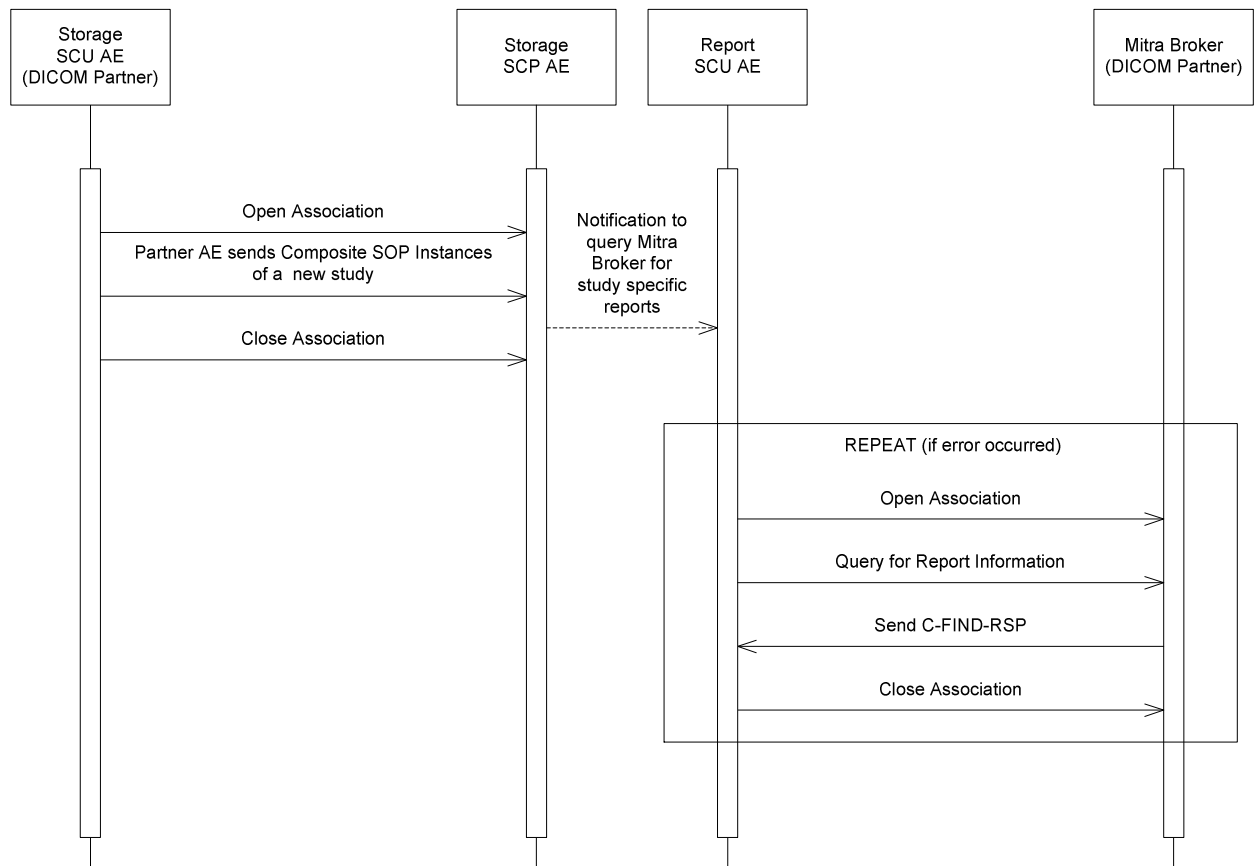 Storage
SCU AE
(DICOM Partner)
Storage
SCP AE
Report
SCU AE
Mitra Broker
(DICOM Partner)
Open Association
Partner AE sends Composite SOP Instances
of a new study
Close Association
Notification to
query Mitra
Broker for
study specific
reports
REPEAT (if error occurred)
Open Association
Query for Report Information
Send C-FIND-RSP
Close Association